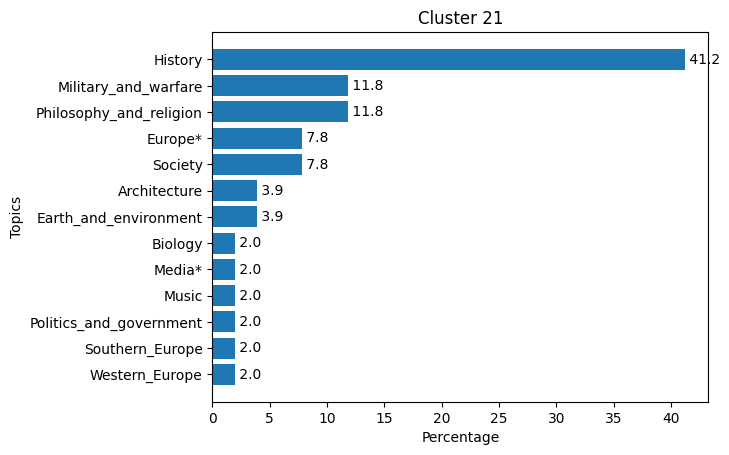 Cluster 21
Topics
History 41.2
Military_and_warfare 11.8
Philosophy_and_religion 11.8
Europe* 7.8
Society 7.8
Architecture 3.9
Earth_and_environment 3.9
Biology 2.0
Media* 2.0
Music 2.0
Politics_and_government 2.0
Southern_Europe 2.0
Western_Europe 2.0
0 5 10 15 20 25 30 35 40
Percentage